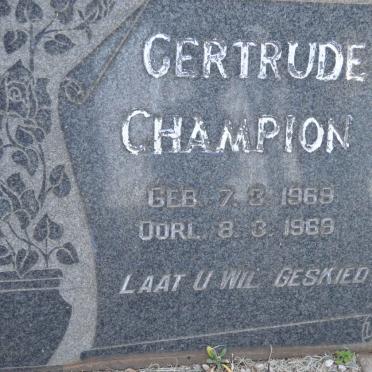 GERTRUDE
CHAMPION
GEB. 7. 3. 1969
OORL. 8. 3. 1969
LAAT U WIL GESKIED